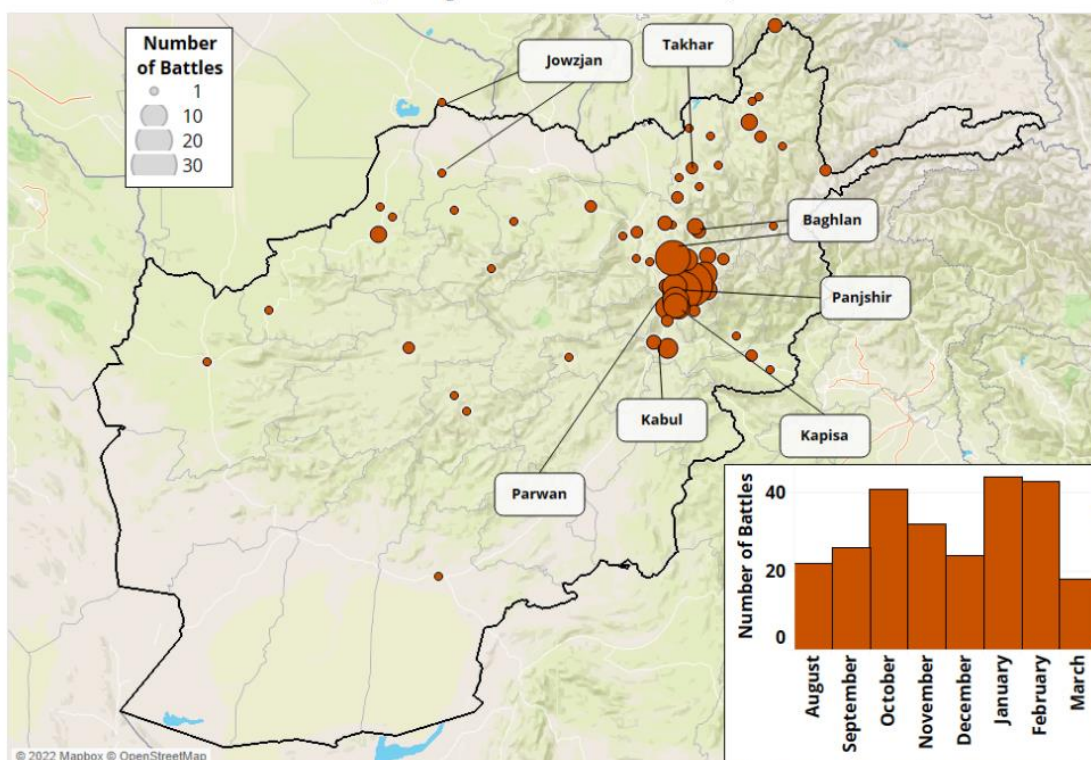 Number
of Battles
1
10
20
30
Jowzjan
Takhar
Baghlan
Panjshir
Kabul
Kapisa
Parwan
Number of Battles
40
20
0
August
September
October
November
December
January
February
March
© 2022 Mapbox © OpenStreetMap